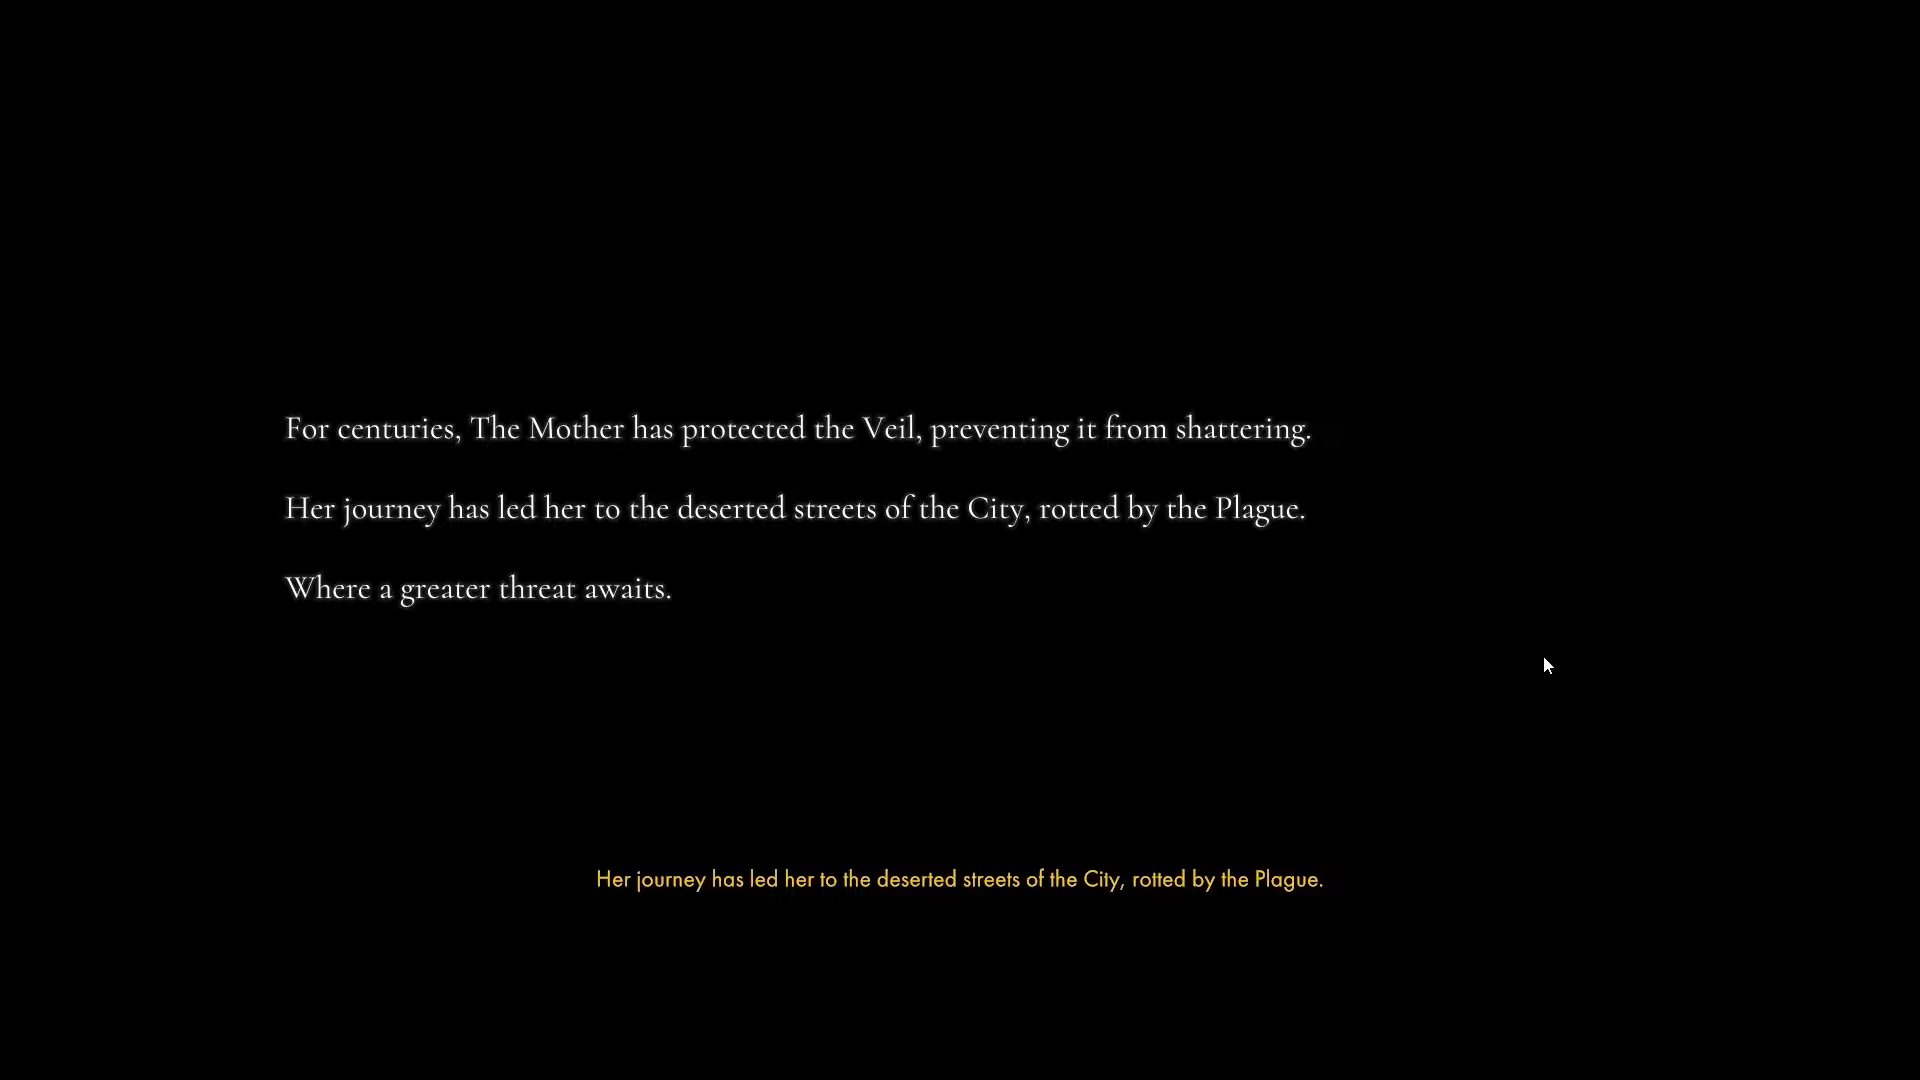 For centuries, The Mother has protected the Veil, preventing it from shattering.
Her journey has led her to the deserted streets of the City, rotted by the Plague.
Where a greater threat awaits.
Her journey has led her to the deserted streets of the City, rotted by the Plague.